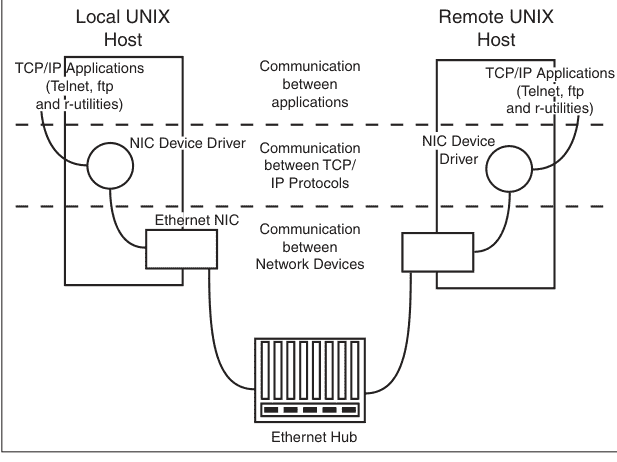 Local UNIX
Host
Remote UNIX
Host
TCP/IP Applications
(Telnet, ftp
and r-utilities)
Communication
between
applications
TCP/IP Applications
(Telnet, ftp
and r-utilities)
NIC Device Driver
Communication
between TCP/
IP Protocols
NIC Device
Driver
Ethernet NIC
Communication
between
Network Devices
Ethernet Hub